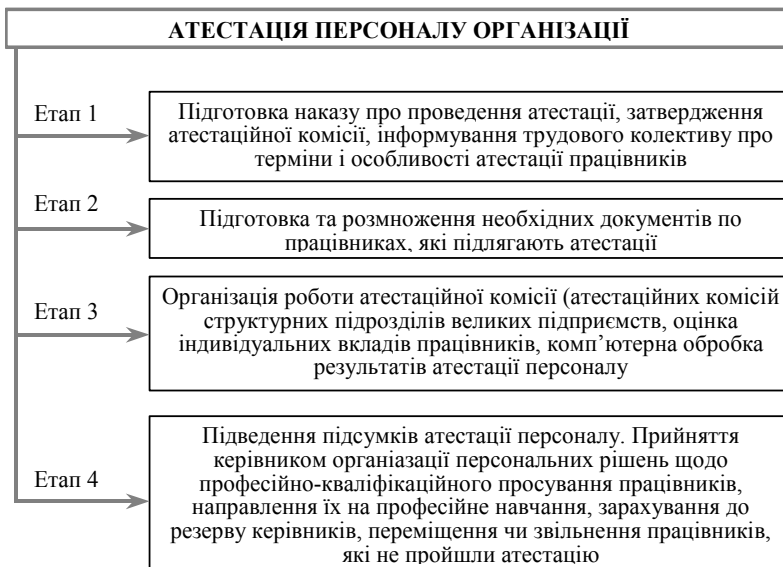 АТЕСТАЦІЯ ПЕРСОНАЛУ ОРГАНІЗАЦІЇ
Етап 1
Підготовка наказу про проведення атестації, затвердження
атестаційної комісії, інформування трудового колективу про
терміни і особливості атестації працівників
Етап 2
Підготовка та розмноження необхідних документів по
працівниках, які підлягають атестації
Етап 3
Організація роботи атестаційної комісії (атестаційних комісій
структурних підрозділів великих підприємств, оцінка
індивідуальних вкладів працівників, комп’ютерна обробка
результатів атестації персоналу
Етап 4
Підведення підсумків атестації персоналу. Прийняття
керівником органіазації персональних рішень щодо
професійно-кваліфікаційного просування працівників,
направлення їх на професійне навчання, зарахування до
резерву керівників, переміщення чи звільнення працівників,
які не пройшли атестацію